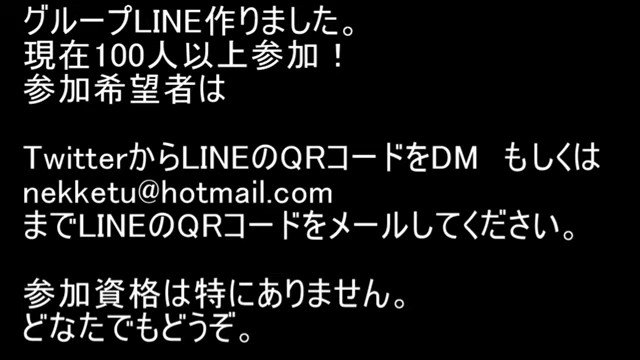 グループLINE作りました。
現在100人以上参加！
参加希望者は
TwitterからLINEのQRコードをDM　もしくは
nekketu@hotmail.com
までLINEのQRコードをメールしてください。
参加資格は特にありません。
どなたでもどうぞ。